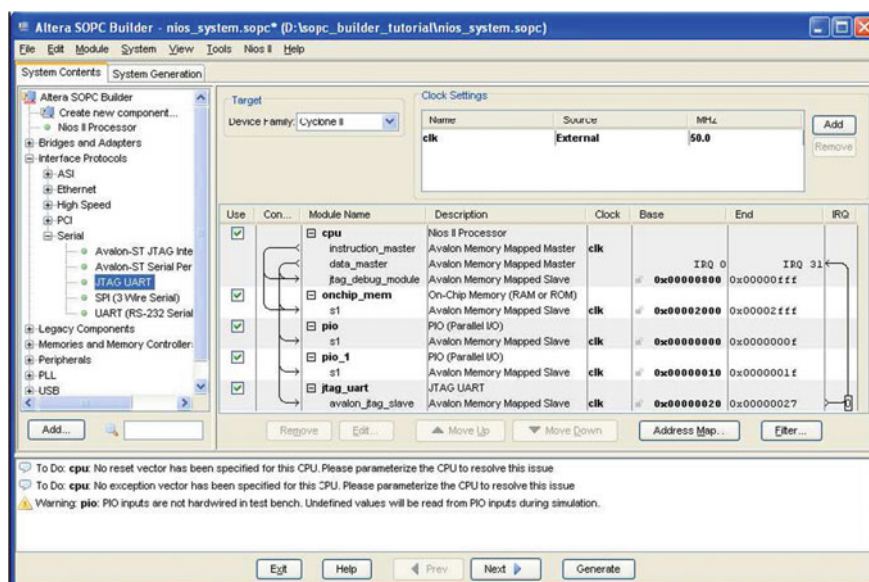 Altera SOPC Builder - nios_system.sopc* (D:\sopc_builder_tutorial\nios_system.sopc)
File Edit Module System View Tools Nios II Help
System Contents System Generation
Altera SOPC Builder
Create new component...
Nios II Processor
Bridges and Adapters
Interface Protocols
ASI
Ethernet
High Speed
PCI
Serial
Avalon-ST JTAG Inte
Avalon-ST Serial Per
JTAG UART
SPI (3 Wire Serial)
UART (RS-232 Serial
Legacy Components
Memories and Memory Controller
Peripherals
PLL
USB
Add...
Target
Device Family: Cyclone II
Clock Settings
Name Source MHz
clk External 50.0
Add
Remove
Use Con... Module Name Description Clock Base End IRQ
cpu Nios II Processor
instruction_master Avalon Memory Mapped Master clk
data_master Avalon Memory Mapped Master IRQ 0 IRQ 31
jtag_debug_module Avalon Memory Mapped Slave 0x00000800 0x00000fff
onchip_mem On-Chip Memory (RAM or ROM)
s1 Avalon Memory Mapped Slave clk 0x00002000 0x00002fff
pio PIO (Parallel I/O)
s1 Avalon Memory Mapped Slave clk 0x00000000 0x0000000f
pio_1 PIO (Parallel I/O)
s1 Avalon Memory Mapped Slave clk 0x00000010 0x0000001f
jtag_uart JTAG UART
avalon_jtag_slave Avalon Memory Mapped Slave clk 0x00000020 0x00000027 0
Remove Edit... Move Up Move Down Address Map... Filter...
To Do: cpu: No reset vector has been specified for this CPU. Please parameterize the CPU to resolve this issue
To Do: cpu: No exception vector has been specified for this CPU. Please parameterize the CPU to resolve this issue
Warning: pio: PIO inputs are not hardwired in test bench. Undefined values will be read from PIO inputs during simulation.
Exit Help Prev Next Generate